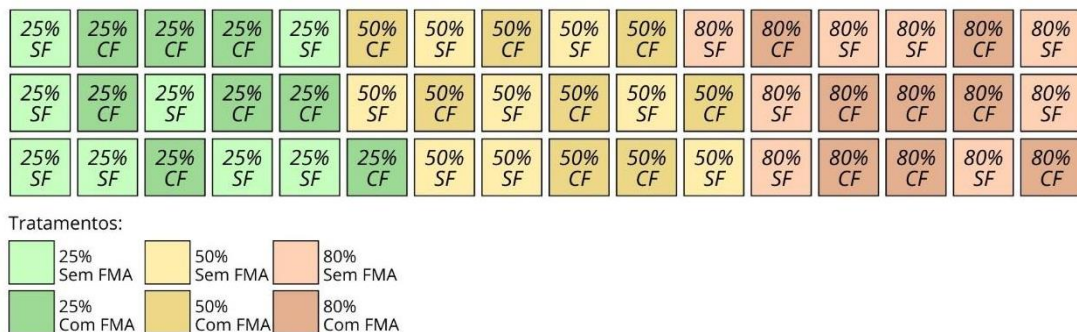 25% 25% 25% 25% 25% 50% 50% 50% 50% 50% 80% 80% 80% 80% 80% 80%
SF CF CF CF SF CF SF CF SF CF SF CF SF SF CF SF
25% 25% 25% 25% 25% 50% 50% 50% 50% 50% 50% 80% 80% 80% 80% 80%
SF CF SF CF CF SF CF SF CF SF CF SF CF CF CF SF
25% 25% 25% 25% 25% 25% 50% 50% 50% 50% 50% 80% 80% 80% 80% 80%
SF SF CF SF SF CF SF SF CF CF SF SF CF CF SF CF
Tratamentos:
25% 50% 80%
Sem FMA Sem FMA Sem FMA
25% 50% 80%
Com FMA Com FMA Com FMA